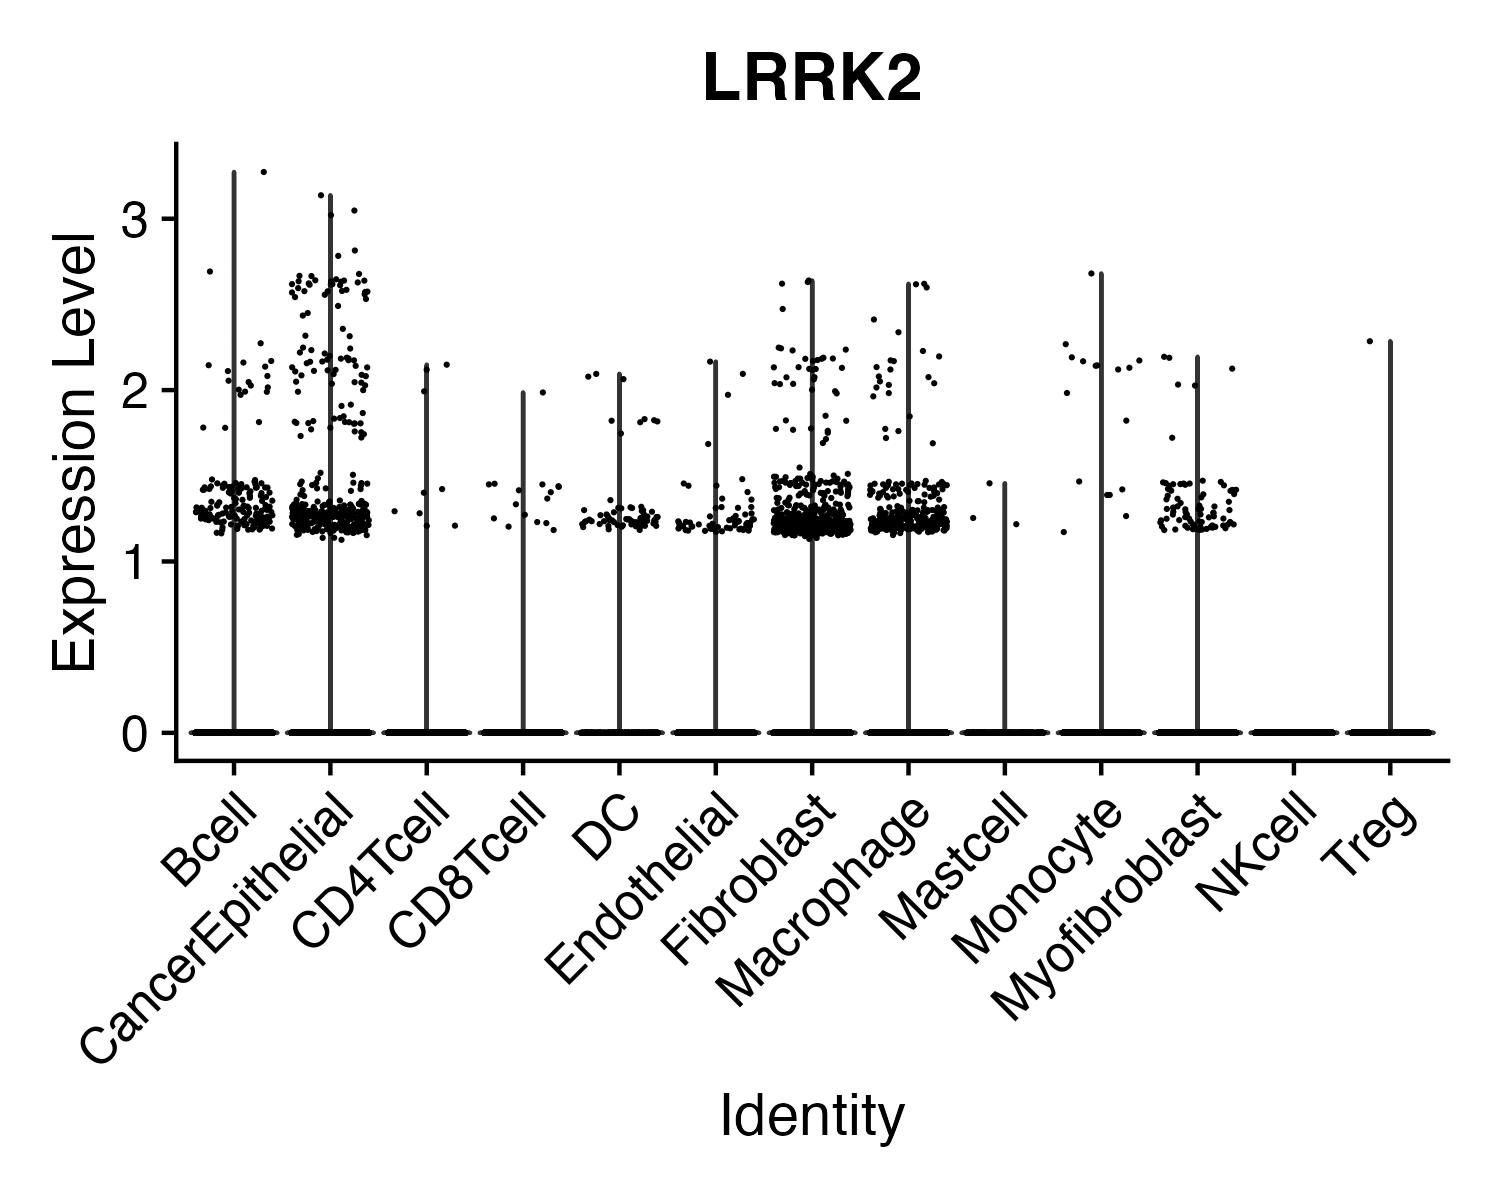 LRRK2
Expression Level
3
2
1
0
Bcell
CancerEpithelial
CD4Tcell
CD8Tcell
DC
Endothelial
Fibroblast
Macrophage
Mastcell
Monocyte
Myofibroblast
NKcell
Treg
Identity